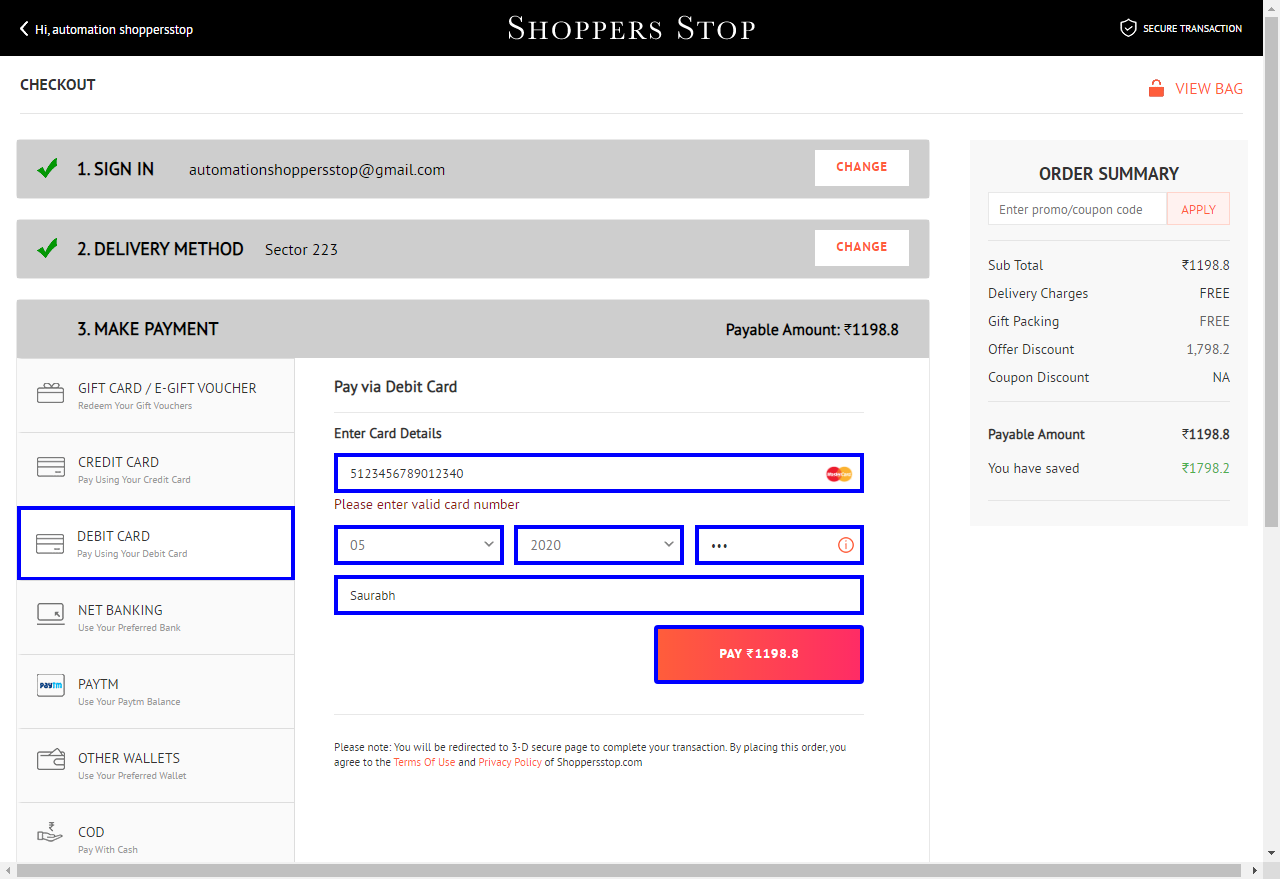 Hi, automation shoppersstop
SHOPPERS STOP
SECURE TRANSACTION
CHECKOUT
VIEW BAG
1. SIGN IN automationshoppersstop@gmail.com CHANGE
2. DELIVERY METHOD Sector 223 CHANGE
3. MAKE PAYMENT Payable Amount: ₹1198.8
GIFT CARD / E-GIFT VOUCHER
Redeem Your Gift Vouchers
CREDIT CARD
Pay Using Your Credit Card
DEBIT CARD
Pay Using Your Debit Card
NET BANKING
Use Your Preferred Bank
Paytm
PAYTM
Use Your Paytm Balance
OTHER WALLETS
Use Your Preferred Wallet
COD
Pay With Cash
Pay via Debit Card
Enter Card Details
5123456789012340 MasterCard
Please enter valid card number
05 2020 •••
Saurabh
PAY ₹1198.8
Please note: You will be redirected to 3-D secure page to complete your transaction. By placing this order, you
agree to the Terms Of Use and Privacy Policy of Shoppersstop.com
ORDER SUMMARY
Enter promo/coupon code APPLY
Sub Total ₹1198.8
Delivery Charges FREE
Gift Packing FREE
Offer Discount 1,798.2
Coupon Discount NA
Payable Amount ₹1198.8
You have saved ₹1798.2